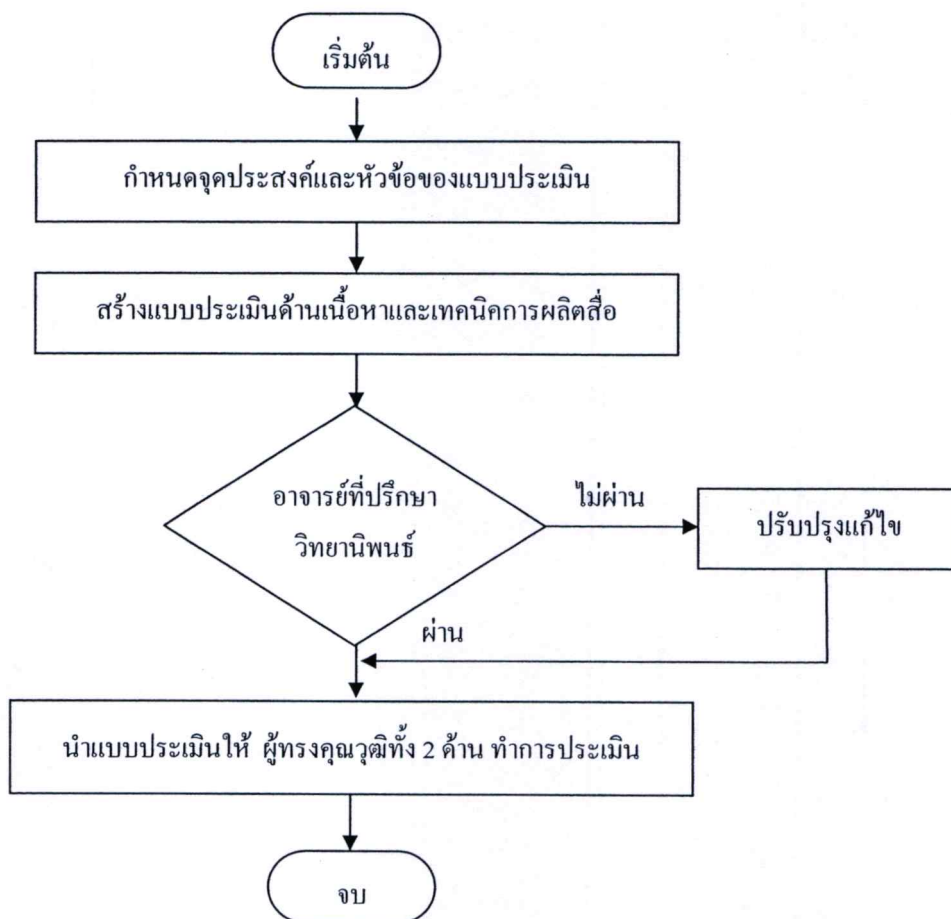 เริ่มต้น
กำหนดจุดประสงค์และหัวข้อของแบบประเมิน
สร้างแบบประเมินด้านเนื้อหาและเทคนิคการผลิตสื่อ
อาจารย์ที่ปรึกษา
วิทยานิพนธ์
ไม่ผ่าน
ปรับปรุงแก้ไข
ผ่าน
นำแบบประเมินให้ ผู้ทรงคุณวุฒิทั้ง 2 ด้าน ทำการประเมิน
จบ